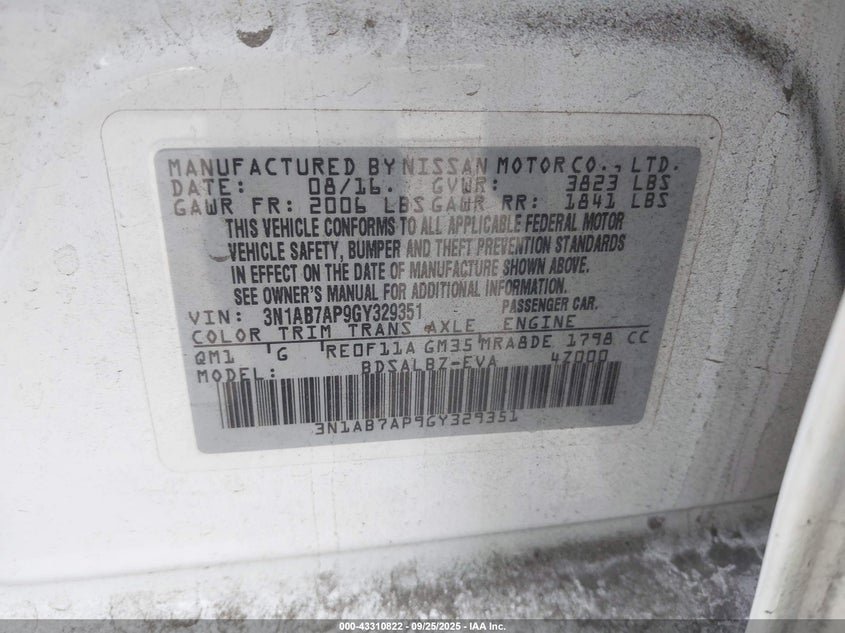 MANUFACTURED BY NISSAN MOTOR CO., LTD.
DATE: 08/16. GVWR: 3823 LBS
GAWR FR: 2006 LBS GAWR RR: 1841 LBS
THIS VEHICLE CONFORMS TO ALL APPLICABLE FEDERAL MOTOR
VEHICLE SAFETY, BUMPER AND THEFT PREVENTION STANDARDS
IN EFFECT ON THE DATE OF MANUFACTURE SHOWN ABOVE.
SEE OWNER'S MANUAL FOR ADDITIONAL INFORMATION.
VIN: 3N1AB7AP9GY329351 PASSENGER CAR.
COLOR TRIM TRANS AXLE ENGINE
QM1 G RE0F11A GM35 MRA8DE 1798 CC
MODEL: BDSALBZ-EVA 4Z000
3N1AB7AP9GY329351
000-43310822 - 09/25/2025 - IAA Inc.